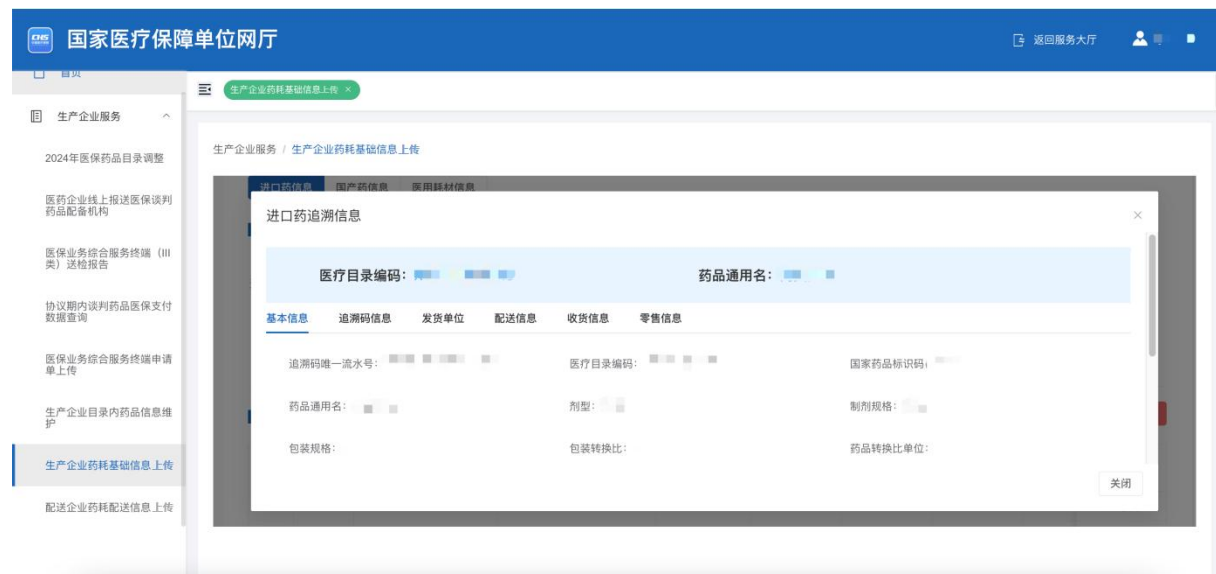 CHS
国家医疗保障单位网厅
返回服务大厅
首页
生产企业药耗基础信息上传 ×
生产企业服务
2024年医保药品目录调整
医药企业线上报送医保谈判
药品配备机构
医保业务综合服务终端（III
类）送检报告
协议期内谈判药品医保支付
数据查询
医保业务综合服务终端申请
单上传
生产企业目录内药品信息维
护
生产企业药耗基础信息上传
配送企业药耗配送信息上传
生产企业服务 / 生产企业药耗基础信息上传
进口药信息 国产药信息 医用耗材信息
进口药追溯信息 ×
医疗目录编码： 药品通用名：
基本信息 追溯码信息 发货单位 配送信息 收货信息 零售信息
追溯码唯一流水号： 医疗目录编码： 国家药品标识码：
药品通用名： 剂型： 制剂规格：
包装规格： 包装转换比： 药品转换比单位：
关闭